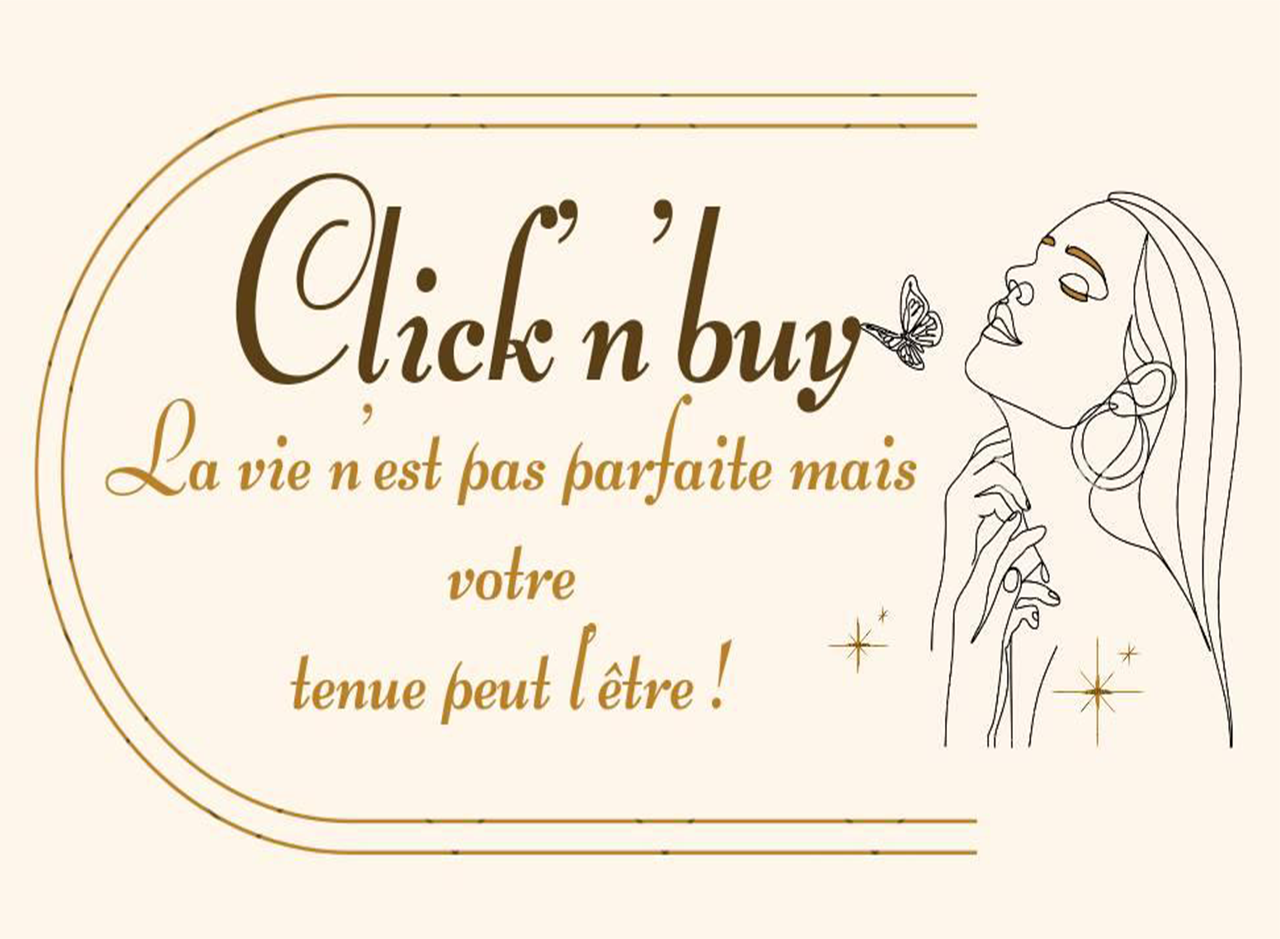 Click’ n ’buy
La vie n’est pas parfaite mais
votre
tenue peut l’être !